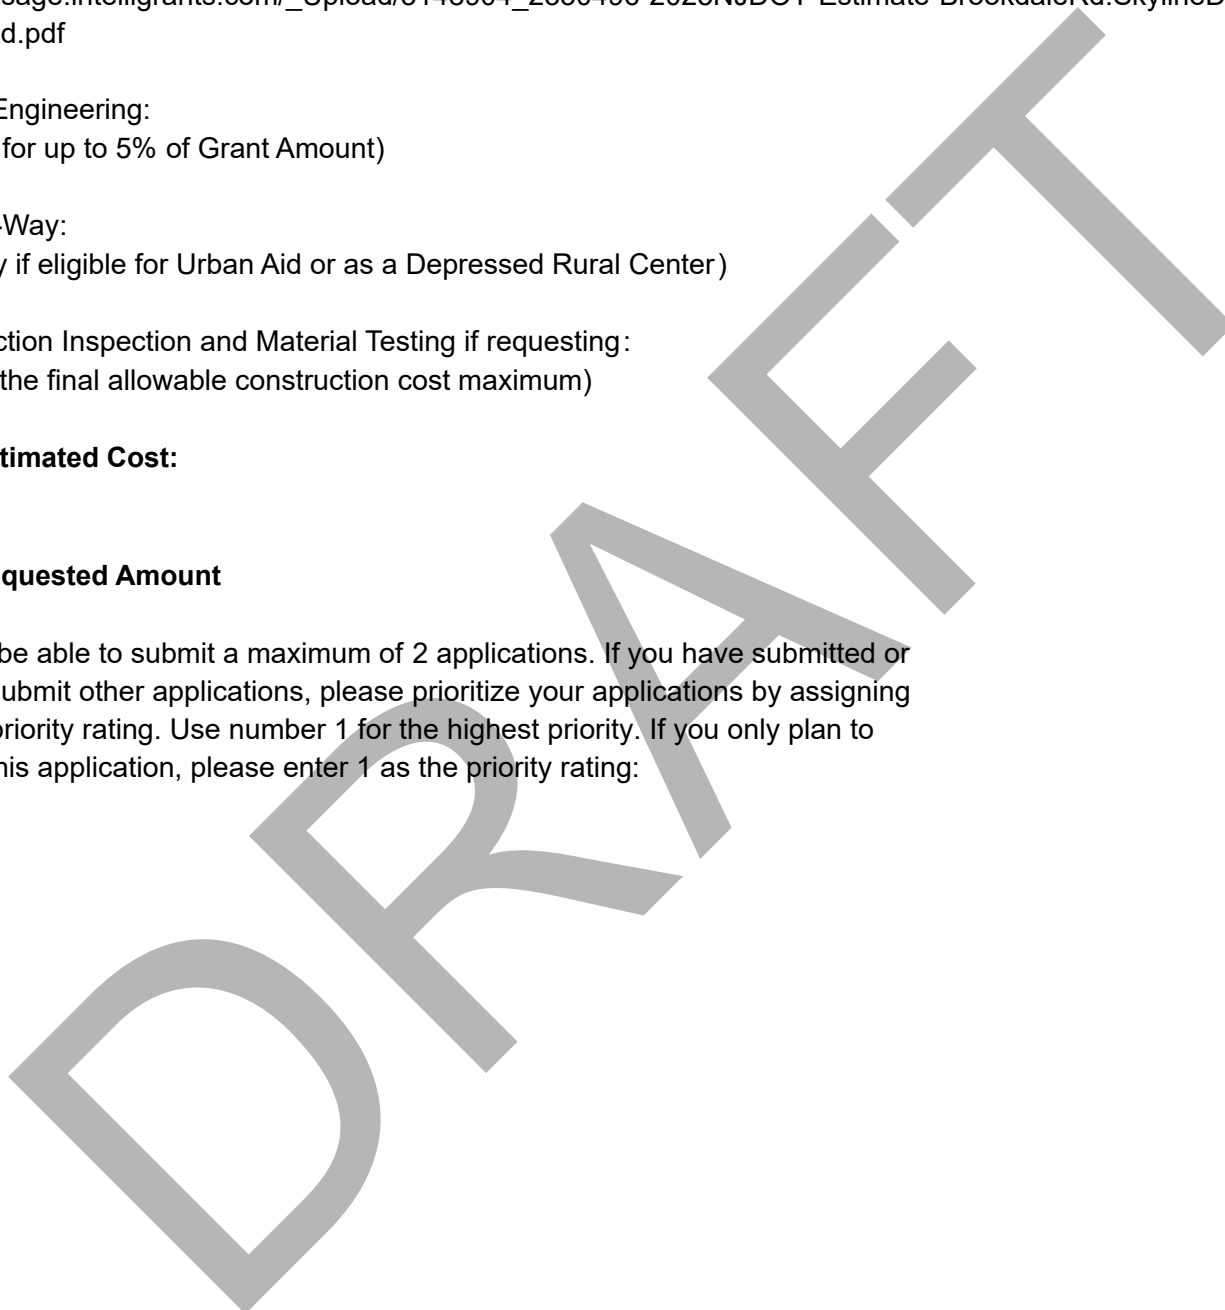 d.pdf
Engineering:
for up to 5% of Grant Amount)
-Way:
y if eligible for Urban Aid or as a Depressed Rural Center)
ction Inspection and Material Testing if requesting:
the final allowable construction cost maximum)
timated Cost:
quested Amount
be able to submit a maximum of 2 applications. If you have submitted or
ubmit other applications, please prioritize your applications by assigning
priority rating. Use number 1 for the highest priority. If you only plan to
his application, please enter 1 as the priority rating:
DRAFT